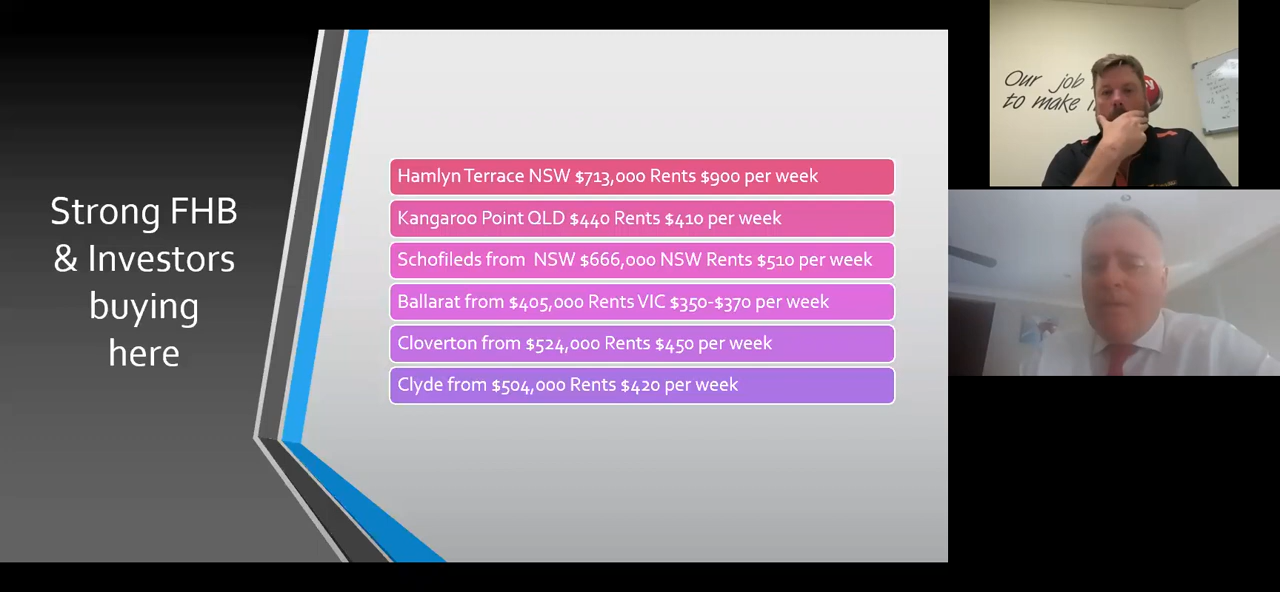 Strong FHB
& Investors
buying
here
Hamlyn Terrace NSW $713,000 Rents $900 per week
Kangaroo Point QLD $440 Rents $410 per week
Schofileds from  NSW $666,000 NSW Rents $510 per week
Ballarat from $405,000 Rents VIC $350-$370 per week
Cloverton from $524,000 Rents $450 per week
Clyde from $504,000 Rents $420 per week
Our job
to make